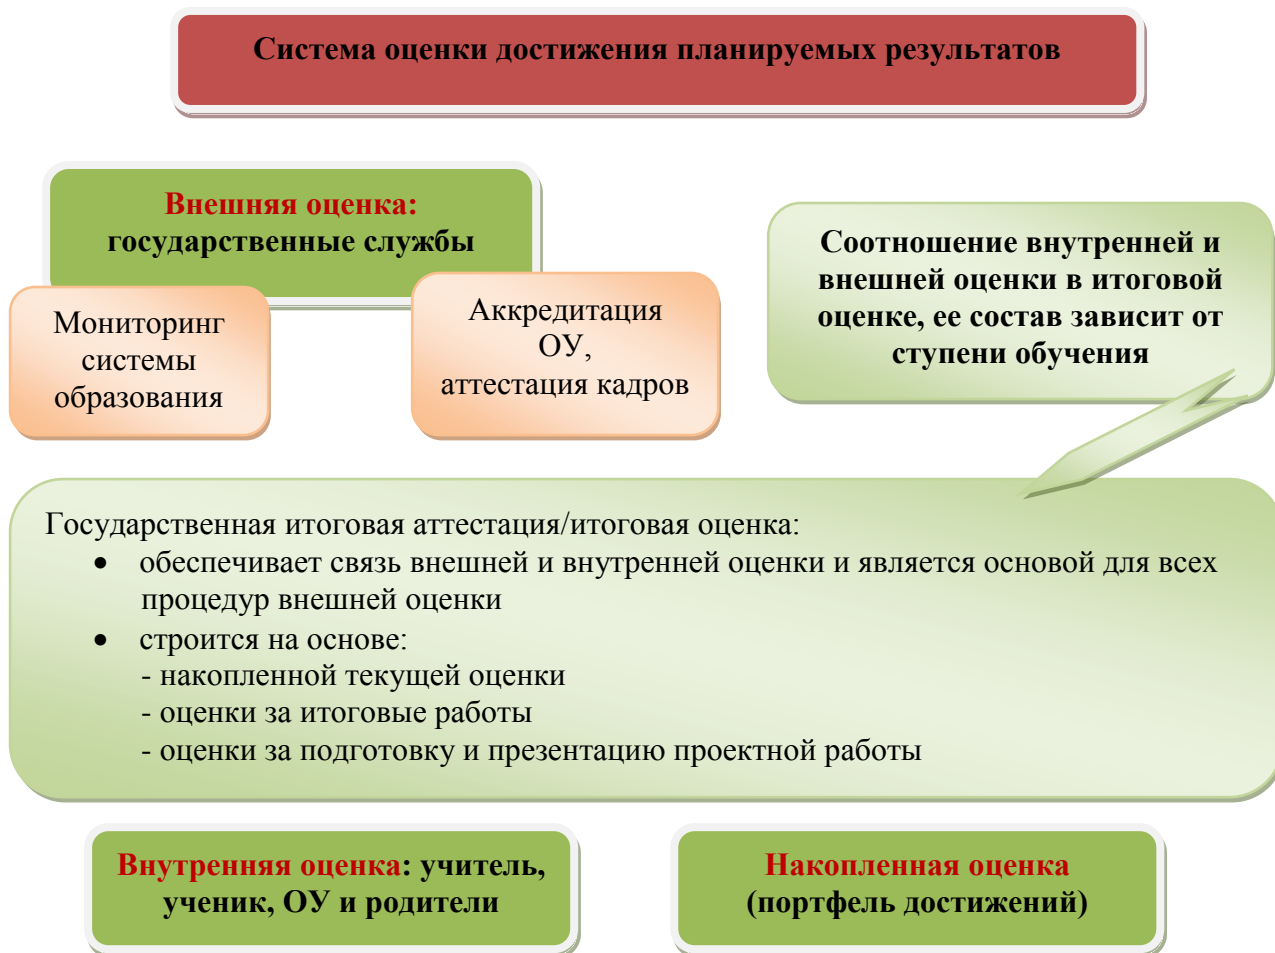 Система оценки достижения планируемых результатов
Внешняя оценка:
государственные службы
Мониторинг
системы
образования
Аккредитация
ОУ,
аттестация кадров
Соотношение внутренней и
внешней оценки в итоговой
оценке, ее состав зависит от
ступени обучения
Государственная итоговая аттестация/итоговая оценка:
• обеспечивает связь внешней и внутренней оценки и является основой для всех
процедур внешней оценки
• строится на основе:
- накопленной текущей оценки
- оценки за итоговые работы
- оценки за подготовку и презентацию проектной работы
Внутренняя оценка: учитель,
ученик, ОУ и родители
Накопленная оценка
(портфель достижений)